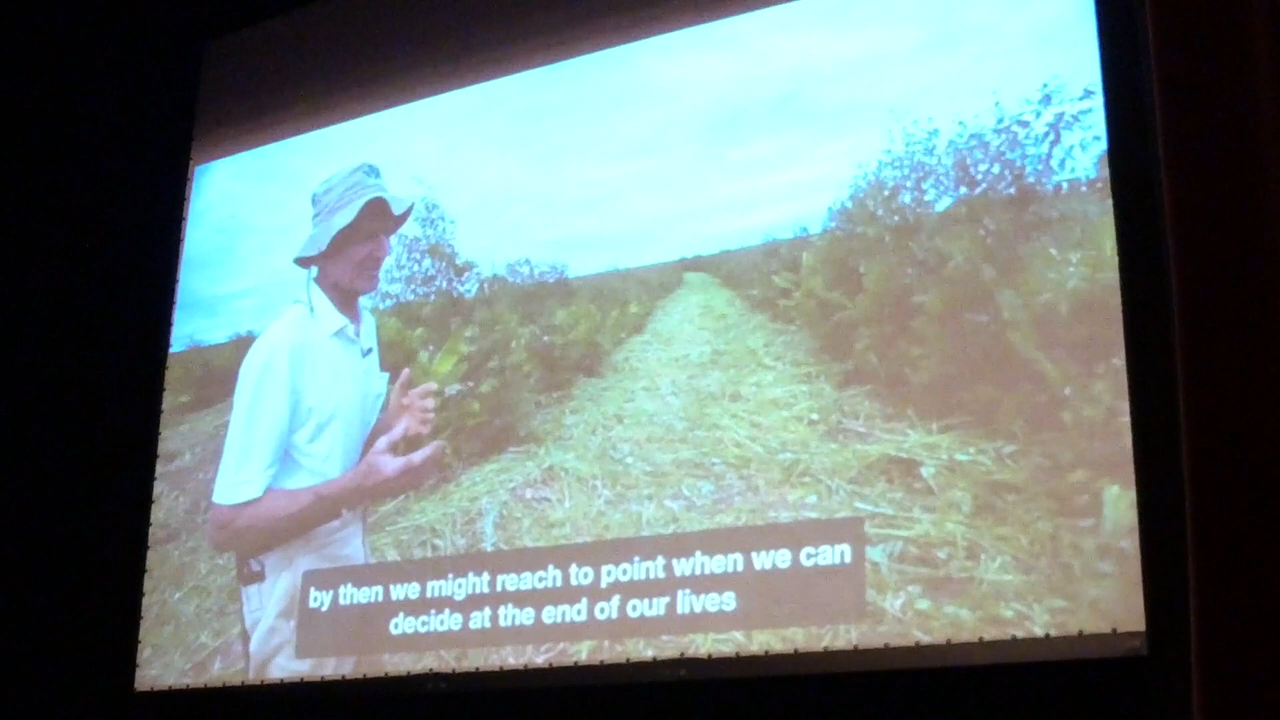 by then we might reach to point when we can
decide at the end of our lives